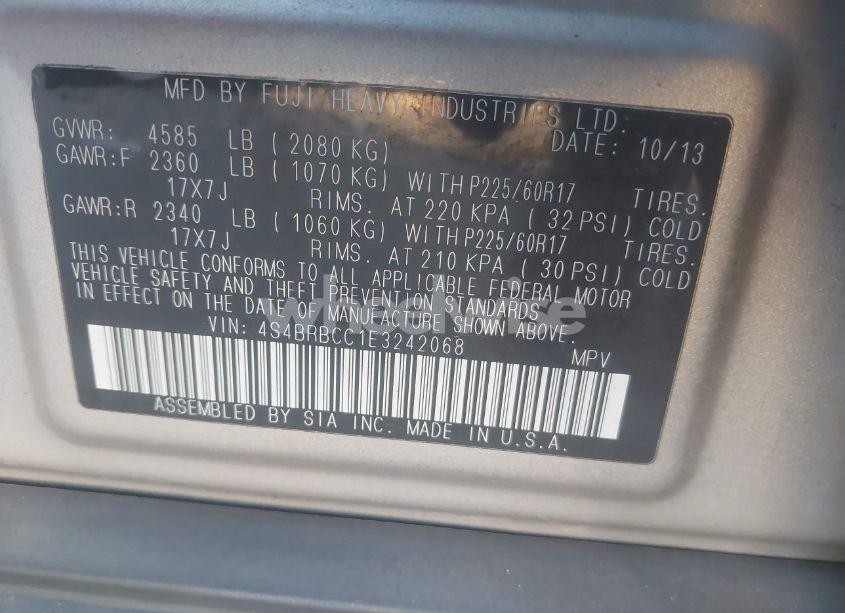 MFD BY FUJI HEAVY INDUSTRIES LTD.
GVWR: 4585 LB ( 2080 KG) DATE: 10/13
GAWR:F 2360 LB ( 1070 KG) WITH P225/60R17 TIRES.
17X7J RIMS. AT 220 KPA ( 32 PSI) COLD
GAWR:R 2340 LB ( 1060 KG) WITH P225/60R17 TIRES.
17X7J RIMS. AT 210 KPA ( 30 PSI) COLD
THIS VEHICLE CONFORMS TO ALL APPLICABLE FEDERAL MOTOR
VEHICLE SAFETY AND THEFT PREVENTION STANDARDS
IN EFFECT ON THE DATE OF MANUFACTURE SHOWN ABOVE.
VIN: 4S4BRBCC1E3242068 MPV
ASSEMBLED BY SIA INC. MADE IN U.S.A.